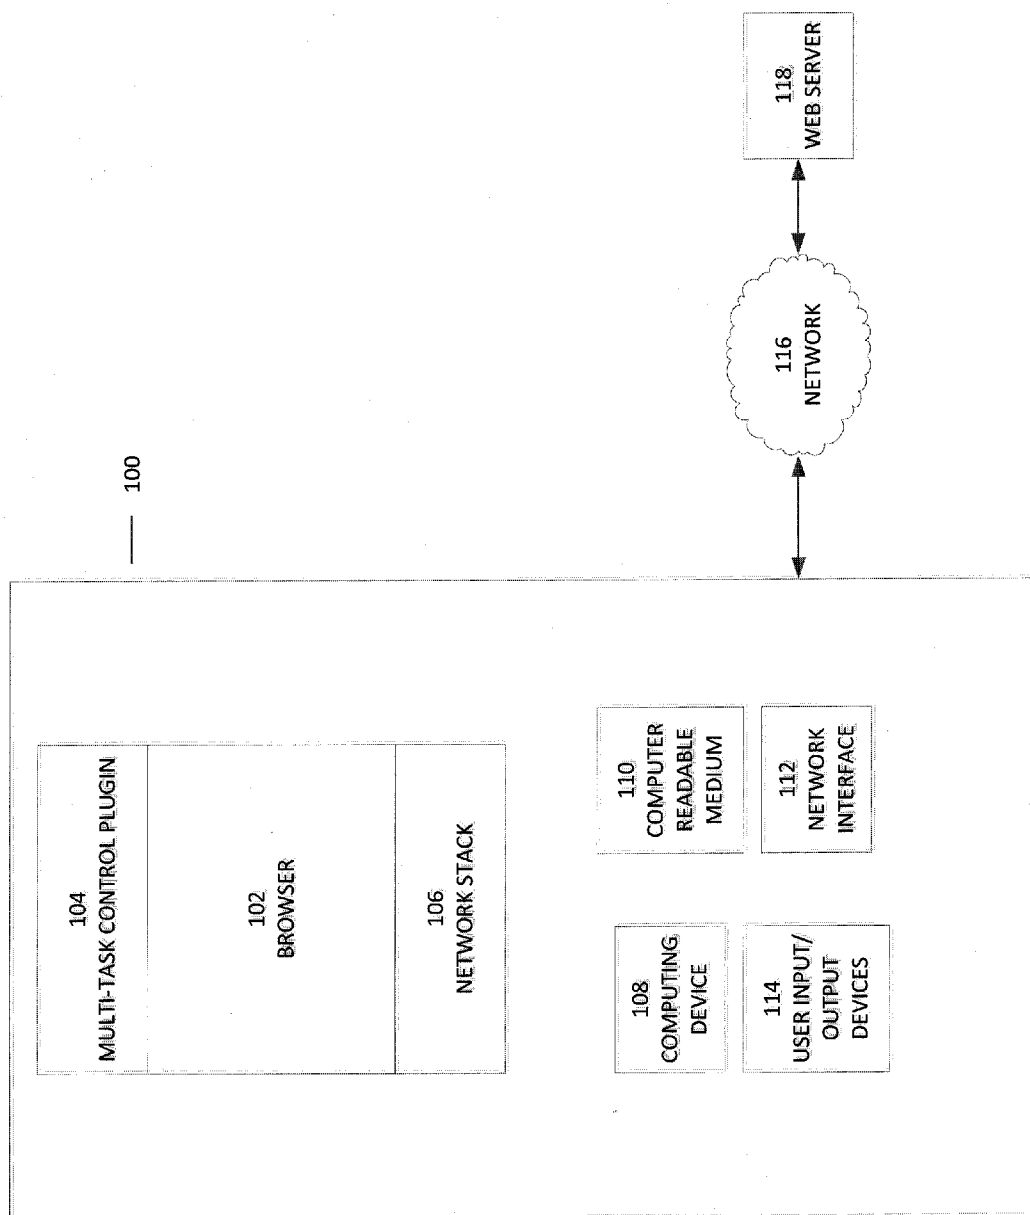 100
104
MULTI-TASK CONTROL PLUGIN
102
BROWSER
106
NETWORK STACK
108
COMPUTING
DEVICE
110
COMPUTER
READABLE
MEDIUM
114
USER INPUT/
OUTPUT
DEVICES
112
NETWORK
INTERFACE
116
NETWORK
118
WEB SERVER